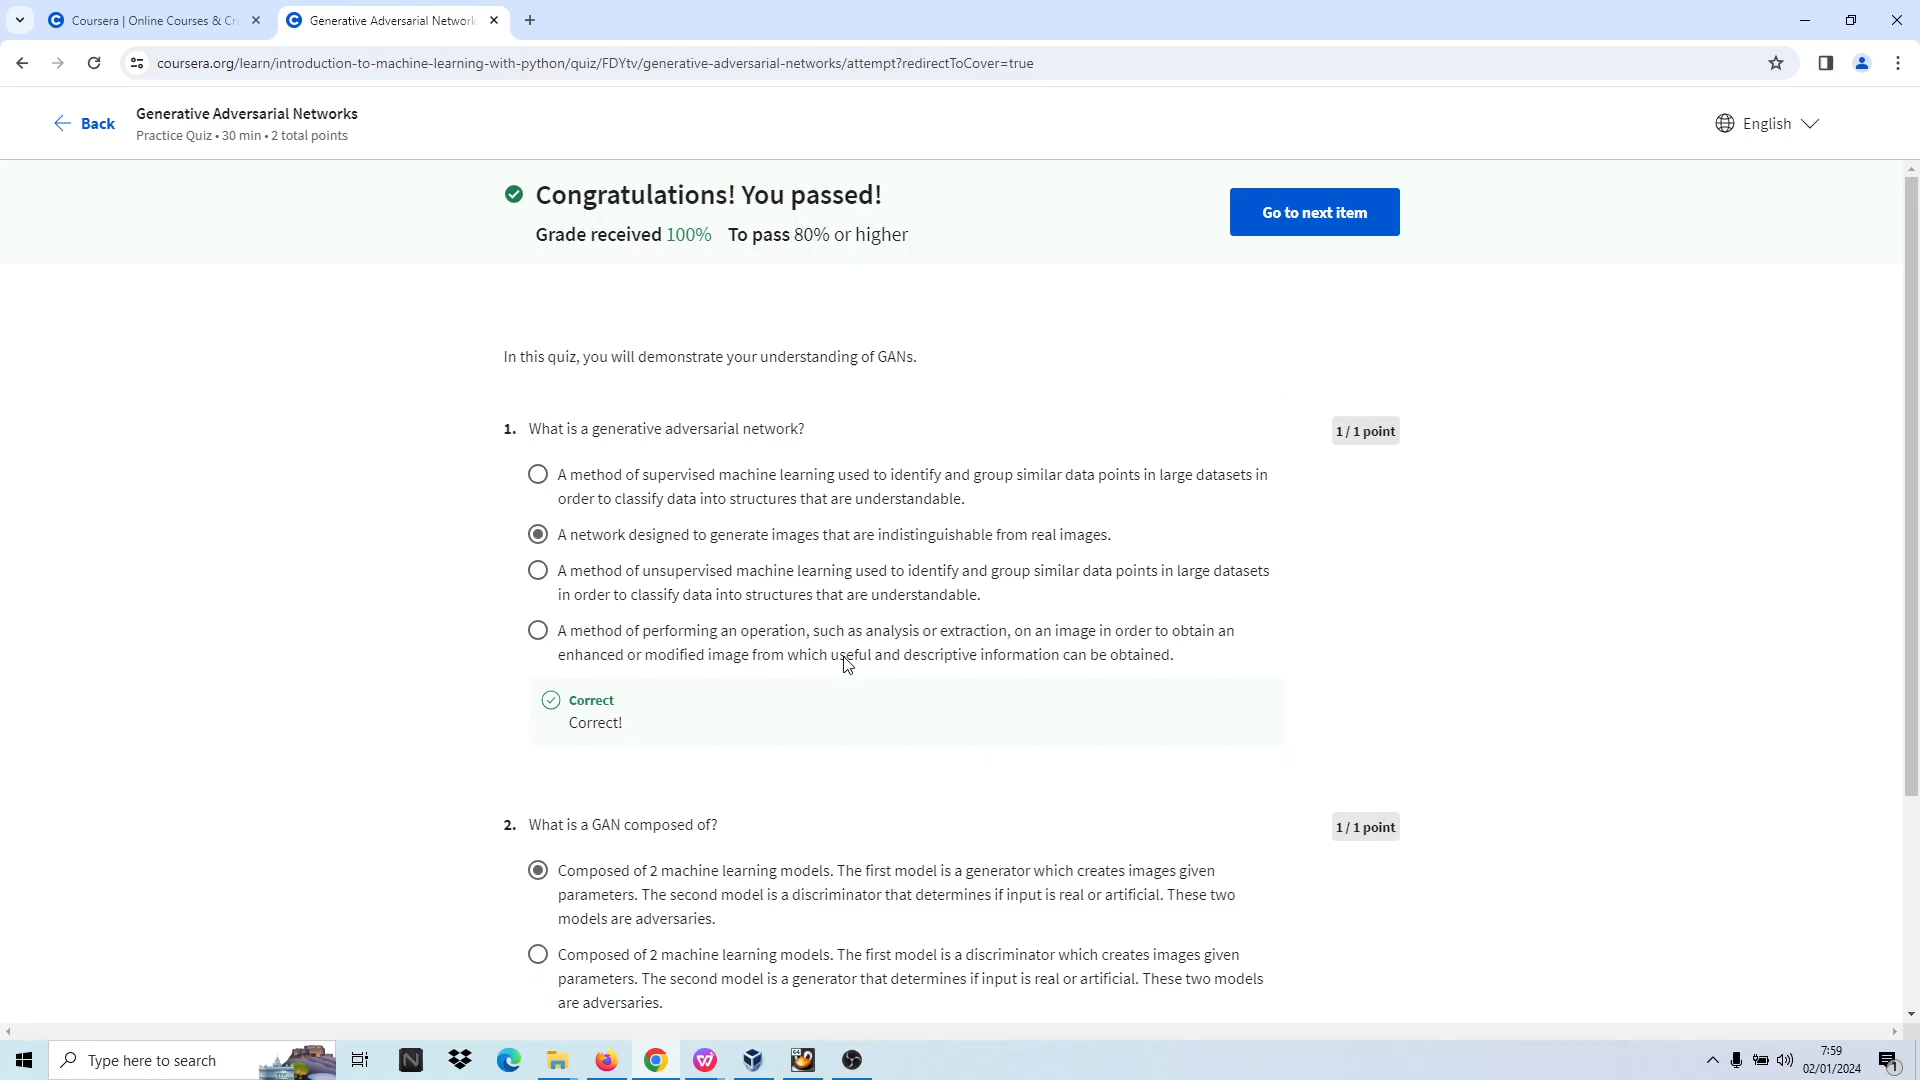 Coursera | Online Courses & Cr
Generative Adversarial Network
coursera.org/learn/introduction-to-machine-learning-with-python/quiz/FDYtv/generative-adversarial-networks/attempt?redirectToCover=true
Back
Generative Adversarial Networks
Practice Quiz • 30 min • 2 total points
English
Congratulations! You passed!
Grade received 100% To pass 80% or higher
Go to next item
In this quiz, you will demonstrate your understanding of GANs.
1. What is a generative adversarial network?
1 / 1 point
A method of supervised machine learning used to identify and group similar data points in large datasets in
order to classify data into structures that are understandable.
A network designed to generate images that are indistinguishable from real images.
A method of unsupervised machine learning used to identify and group similar data points in large datasets
in order to classify data into structures that are understandable.
A method of performing an operation, such as analysis or extraction, on an image in order to obtain an
enhanced or modified image from which useful and descriptive information can be obtained.
Correct
Correct!
2. What is a GAN composed of?
1 / 1 point
Composed of 2 machine learning models. The first model is a generator which creates images given
parameters. The second model is a discriminator that determines if input is real or artificial. These two
models are adversaries.
Composed of 2 machine learning models. The first model is a discriminator which creates images given
parameters. The second model is a generator that determines if input is real or artificial. These two models
are adversaries.
Type here to search
7:59
02/01/2024
1